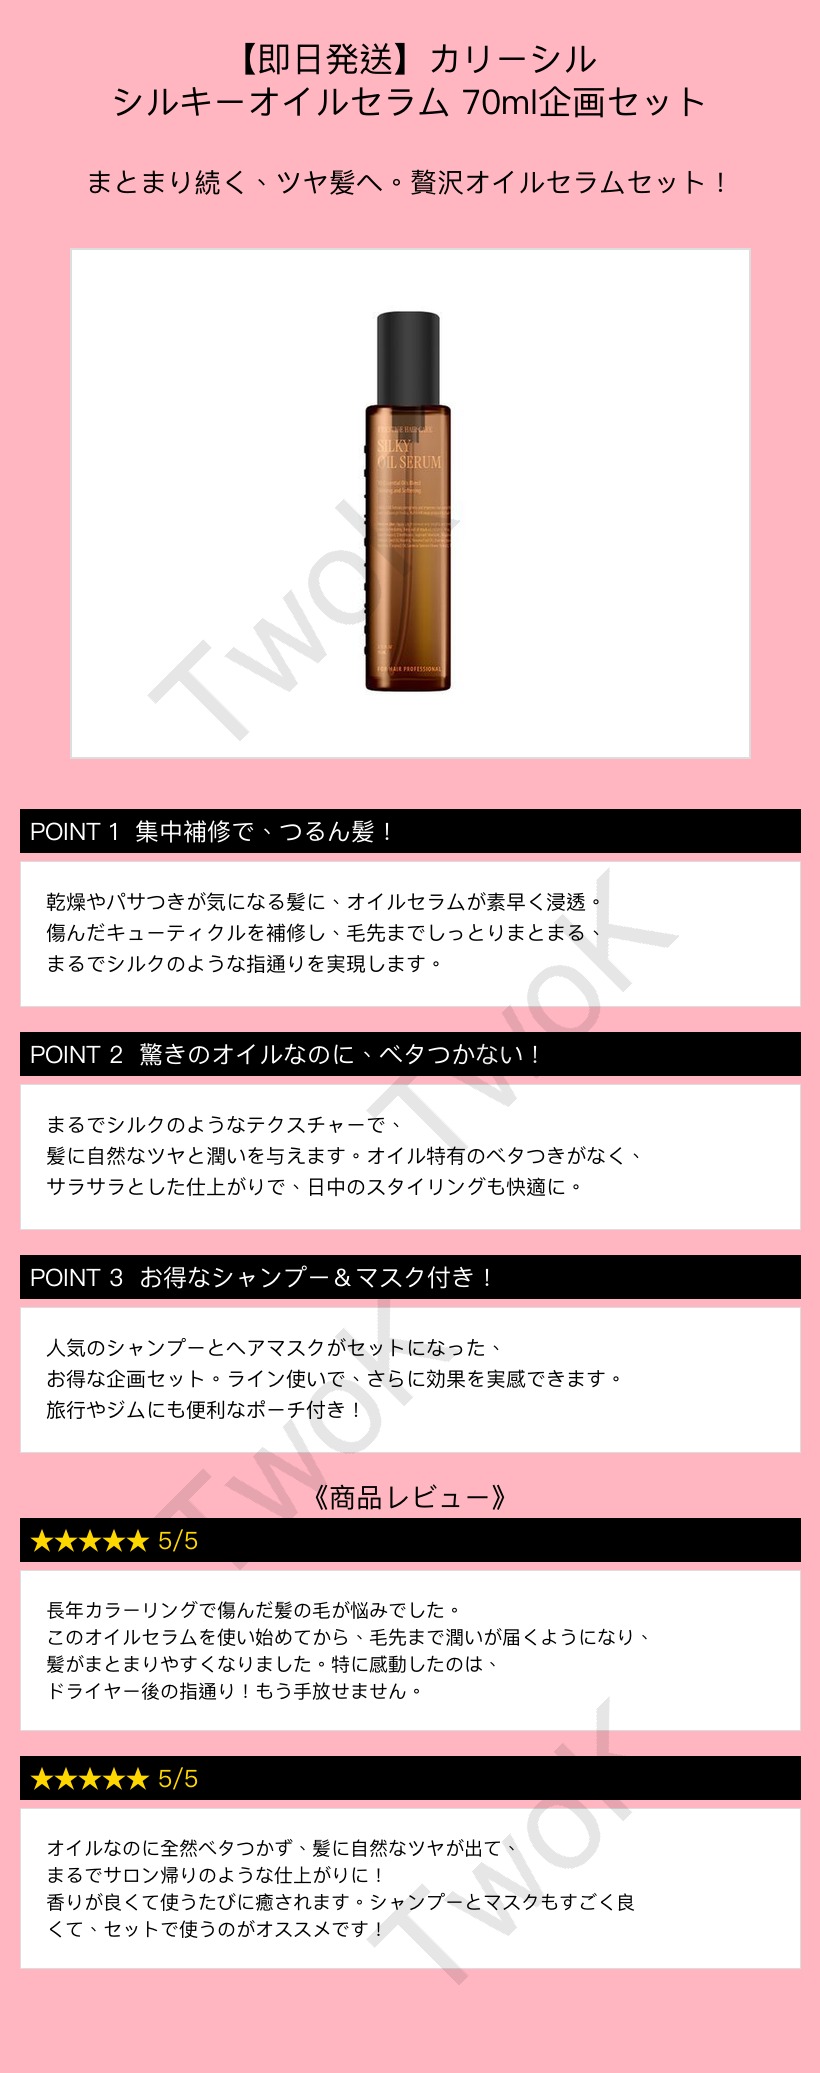 【即日発送】カリーシル
シルキーオイルセラム 70ml企画セット
まとまり続く、ツヤ髪へ。贅沢オイルセラムセット！
SILKY
OIL SERUM
FOR HAIR PROFESSIONAL
TwoK
POINT 1 集中補修で、つるん髪！
乾燥やパサつきが気になる髪に、オイルセラムが素早く浸透。
傷んだキューティクルを補修し、毛先までしっとりまとまる、
まるでシルクのような指通りを実現します。
TwoK
POINT 2 驚きのオイルなのに、ベタつかない！
まるでシルクのようなテクスチャーで、
髪に自然なツヤと潤いを与えます。オイル特有のベタつきがなく、
サラサラとした仕上がりで、日中のスタイリングも快適に。
POINT 3 お得なシャンプー＆マスク付き！
人気のシャンプーとヘアマスクがセットになった、
お得な企画セット。ライン使いで、さらに効果を実感できます。
旅行やジムにも便利なポーチ付き！
TwoK
《商品レビュー》
★★★★★ 5/5
長年カラーリングで傷んだ髪の毛が悩みでした。
このオイルセラムを使い始めてから、毛先まで潤いが届くようになり、
髪がまとまりやすくなりました。特に感動したのは、
ドライヤー後の指通り！もう手放せません。
★★★★★ 5/5
オイルなのに全然ベタつかず、髪に自然なツヤが出て、
まるでサロン帰りのような仕上がりに！
香りが良くて使うたびに癒されます。シャンプーとマスクもすごく良
くて、セットで使うのがオススメです！
TwoK